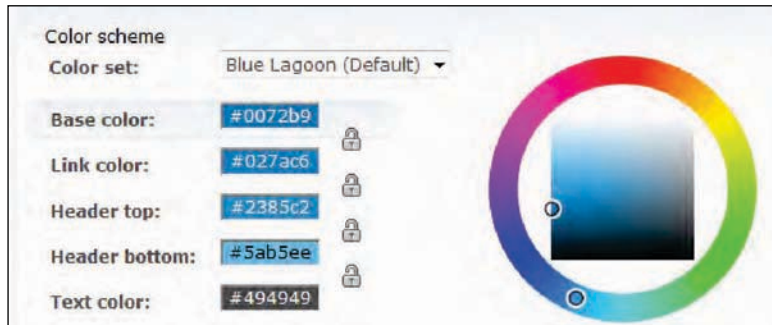 Color scheme
Color set: Blue Lagoon (Default)
Base color: #0072b9
Link color: #027ac6
Header top: #2385c2
Header bottom: #5ab5ee
Text color: #494949